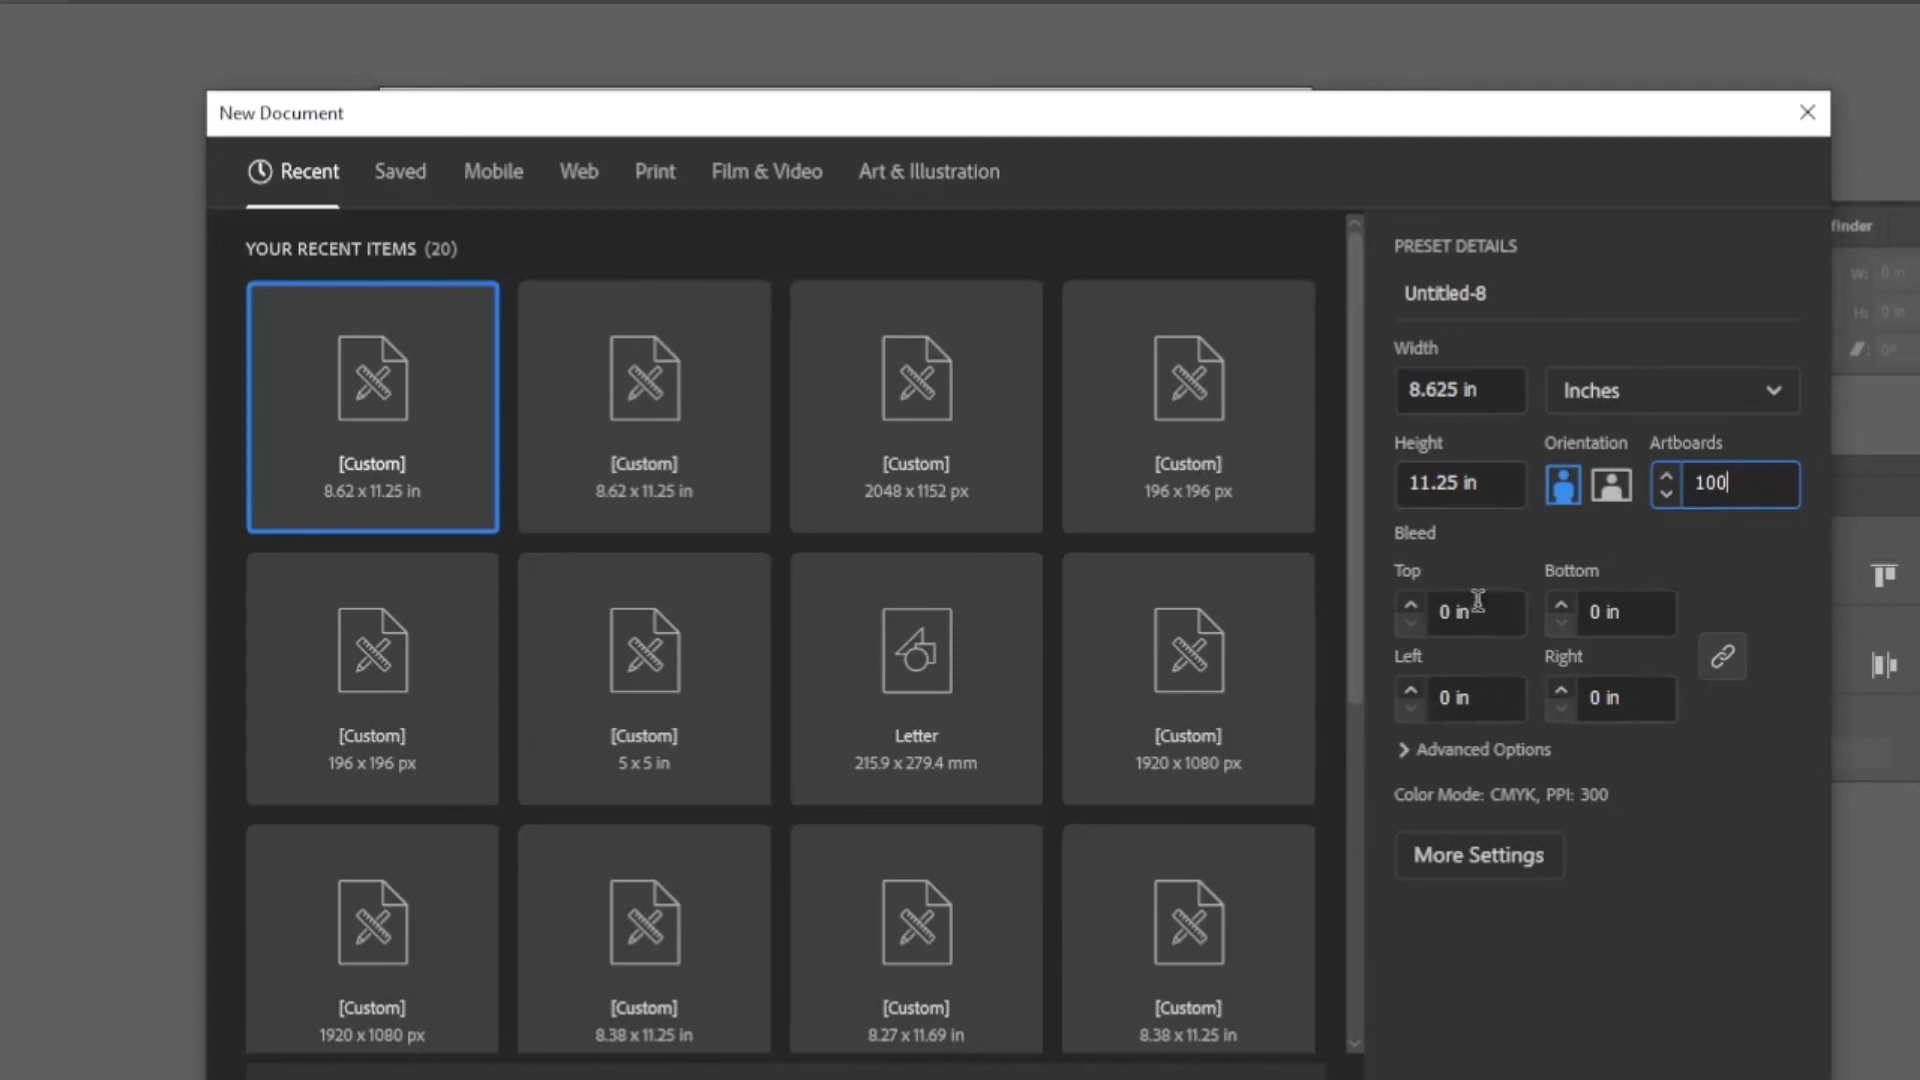 New Document
Recent Saved Mobile Web Print Film & Video Art & Illustration
YOUR RECENT ITEMS (20)
[Custom]
8.62 x 11.25 in
[Custom]
8.62 x 11.25 in
[Custom]
2048 x 1152 px
[Custom]
196 x 196 px
[Custom]
196 x 196 px
[Custom]
5 x 5 in
Letter
215.9 x 279.4 mm
[Custom]
1920 x 1080 px
[Custom]
1920 x 1080 px
[Custom]
8.38 x 11.25 in
[Custom]
8.27 x 11.69 in
[Custom]
8.38 x 11.25 in
PRESET DETAILS
Untitled-8
Width
8.625 in Inches
Height Orientation Artboards
11.25 in 100
Bleed
Top Bottom
0 in 0 in
Left Right
0 in 0 in
Advanced Options
Color Mode: CMYK, PPI: 300
More Settings
finder
W: 0 in
H: 0 in
0°